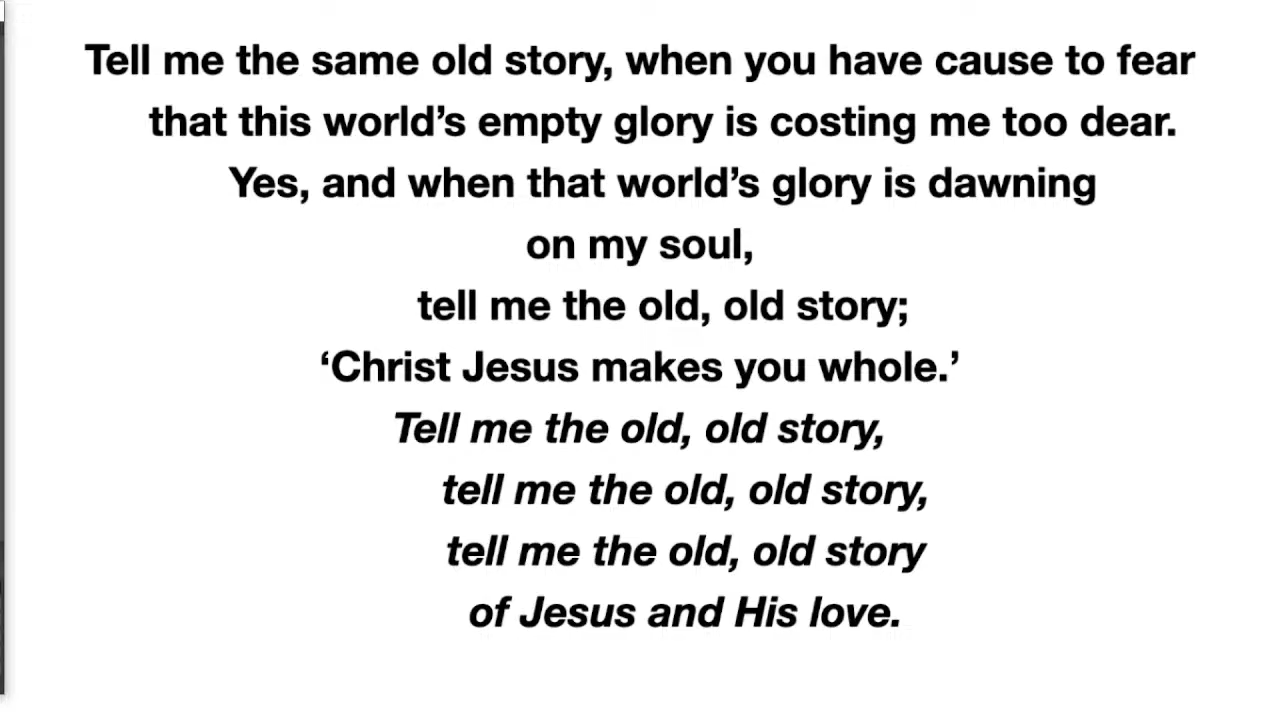 Tell me the same old story, when you have cause to fear
that this world’s empty glory is costing me too dear.
Yes, and when that world’s glory is dawning
on my soul,
tell me the old, old story;
‘Christ Jesus makes you whole.’
Tell me the old, old story,
tell me the old, old story,
tell me the old, old story
of Jesus and His love.